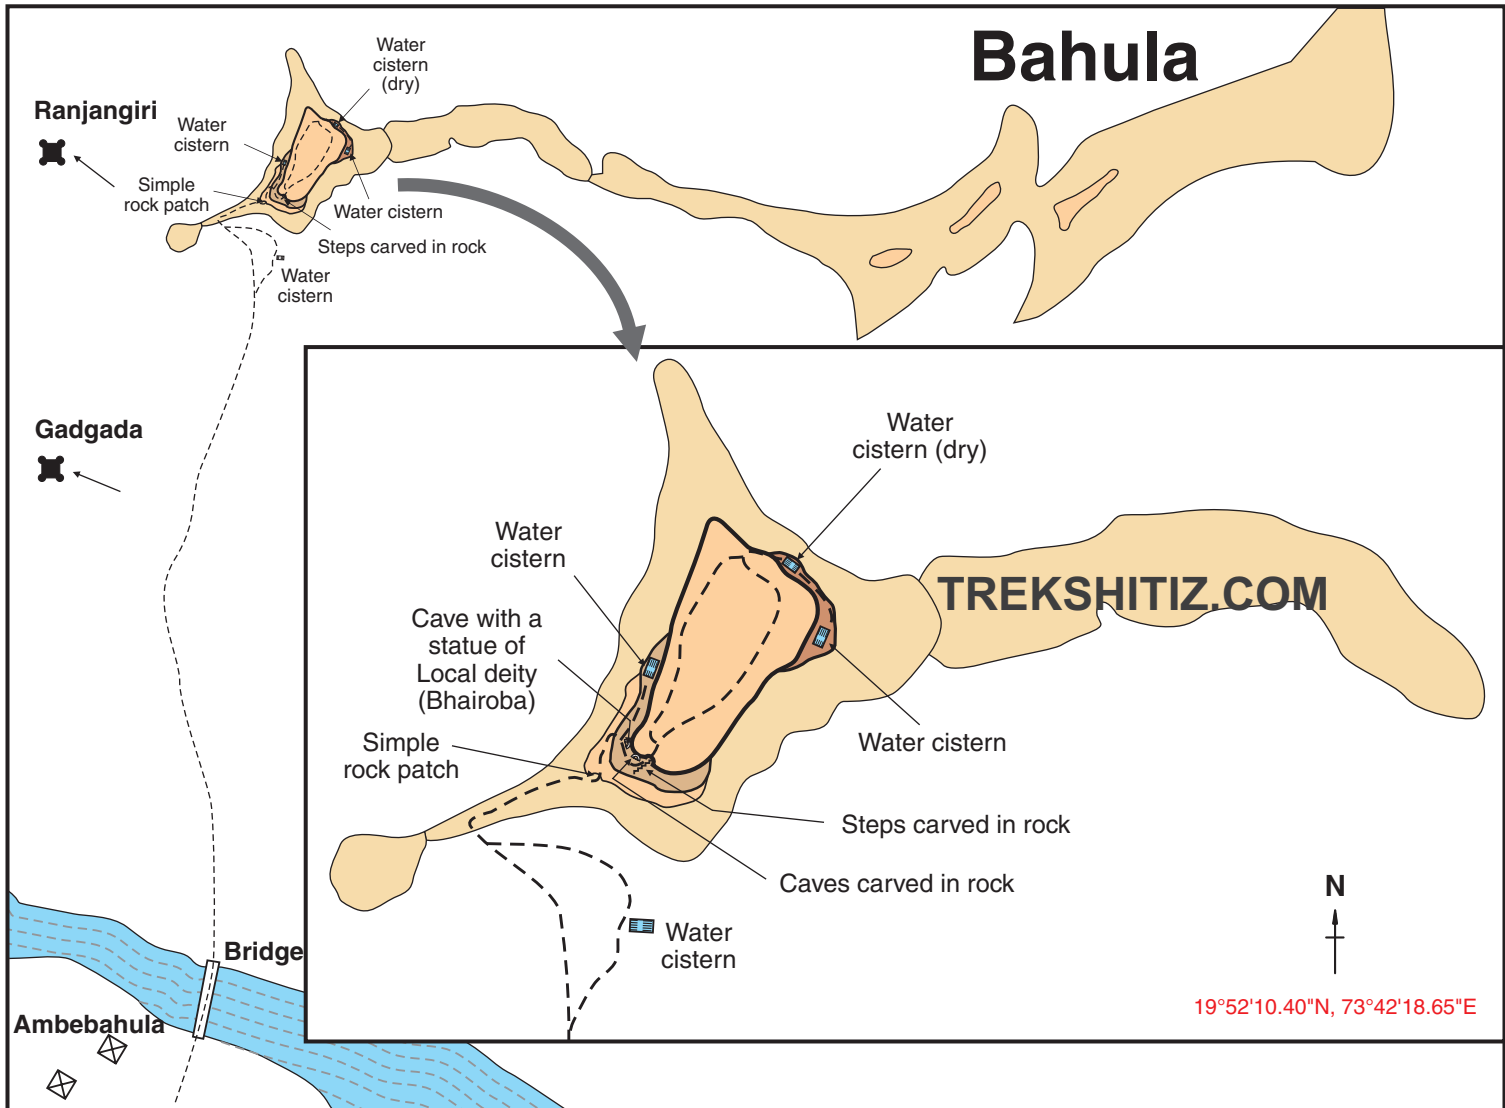 Bahula
Water
cistern
(dry)
Ranjangiri
Water
cistern
Simple
rock patch
Water cistern
Steps carved in rock
Water
cistern
Gadgada
Water
cistern (dry)
Water
cistern
TREKSHITIZ.COM
Cave with a
statue of
Local deity
(Bhairoba)
Simple
rock patch
Water cistern
Steps carved in rock
Caves carved in rock
N
Water
cistern
19°52'10.40"N, 73°42'18.65"E
Bridge
Ambebahula